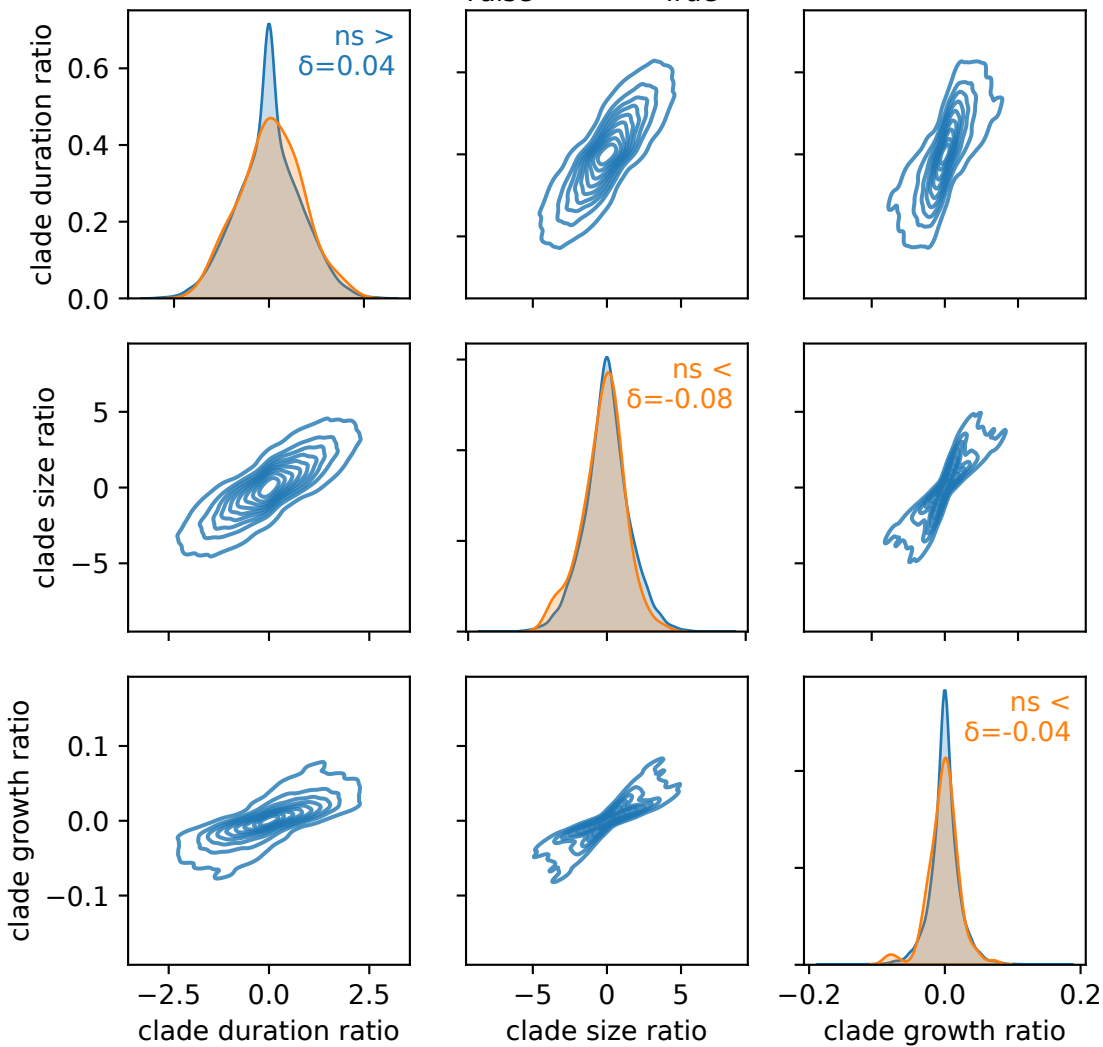 clade duration ratio
0.6
0.4
0.2
0.0
ns >
δ=0.04
clade size ratio
5
0
−5
ns <
δ=-0.08
clade growth ratio
0.1
0.0
−0.1
ns <
δ=-0.04
−2.5 0.0 2.5
clade duration ratio
−5 0 5
clade size ratio
−0.2 0.0 0.2
clade growth ratio